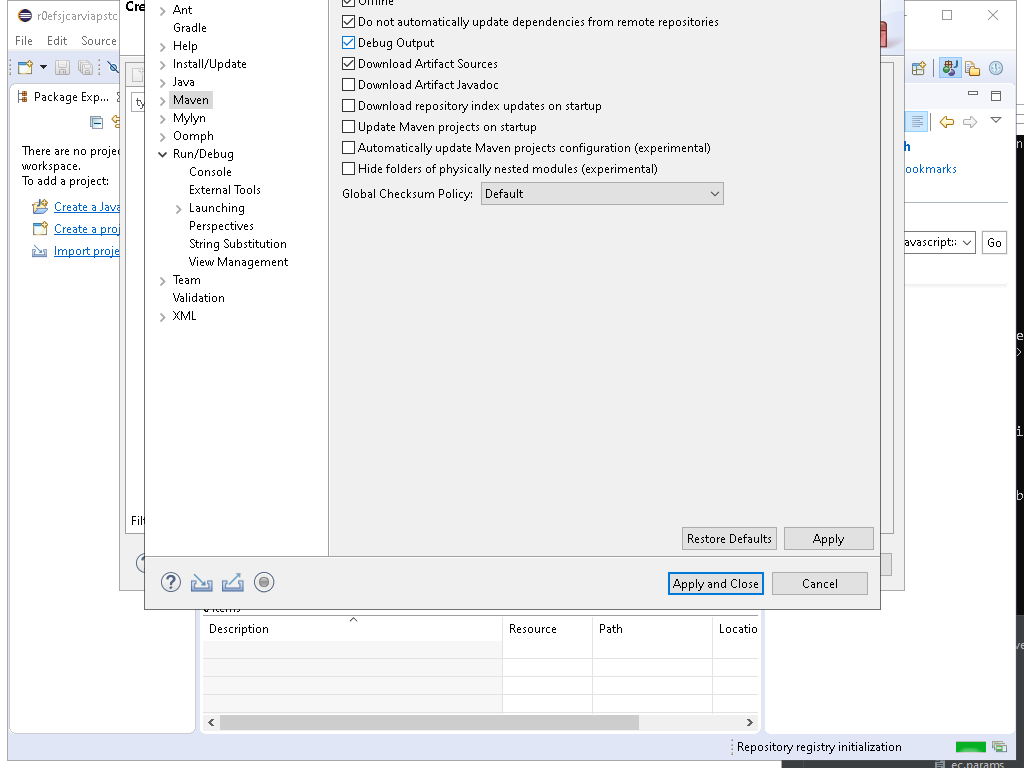 r0efsjcarviapstc
File Edit Source
Package Exp...
There are no proje
workspace.
To add a project:
Create a Java
Create a proj
Import proje
Cre
ty
Filt
Ant
Gradle
Help
Install/Update
Java
Maven
Mylyn
Oomph
Run/Debug
Console
External Tools
Launching
Perspectives
String Substitution
View Management
Team
Validation
XML
Offline
Do not automatically update dependencies from remote repositories
Debug Output
Download Artifact Sources
Download Artifact Javadoc
Download repository index updates on startup
Update Maven projects on startup
Automatically update Maven projects configuration (experimental)
Hide folders of physically nested modules (experimental)
Global Checksum Policy: Default
Restore Defaults Apply
Apply and Close Cancel
h
ookmarks
avascript: Go
items
Description Resource Path Locatio
Repository registry initialization
ec.params